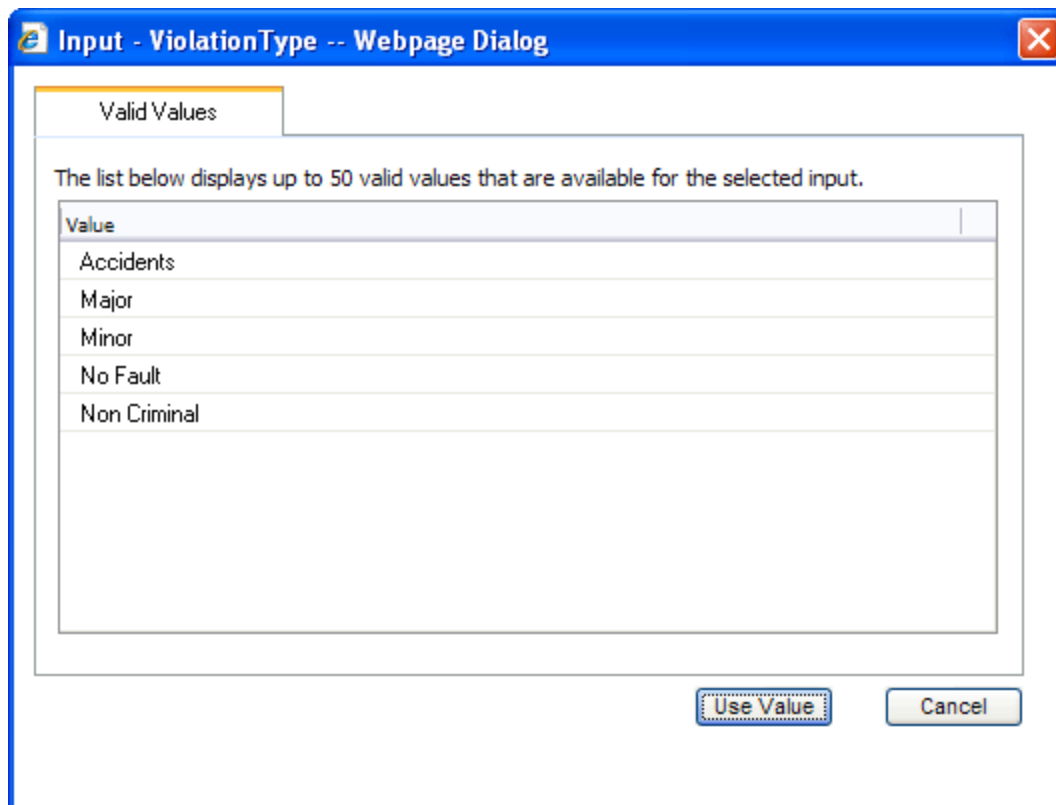 Input - ViolationType -- Webpage Dialog
Valid Values
The list below displays up to 50 valid values that are available for the selected input.
Value
Accidents
Major
Minor
No Fault
Non Criminal
Use Value
Cancel